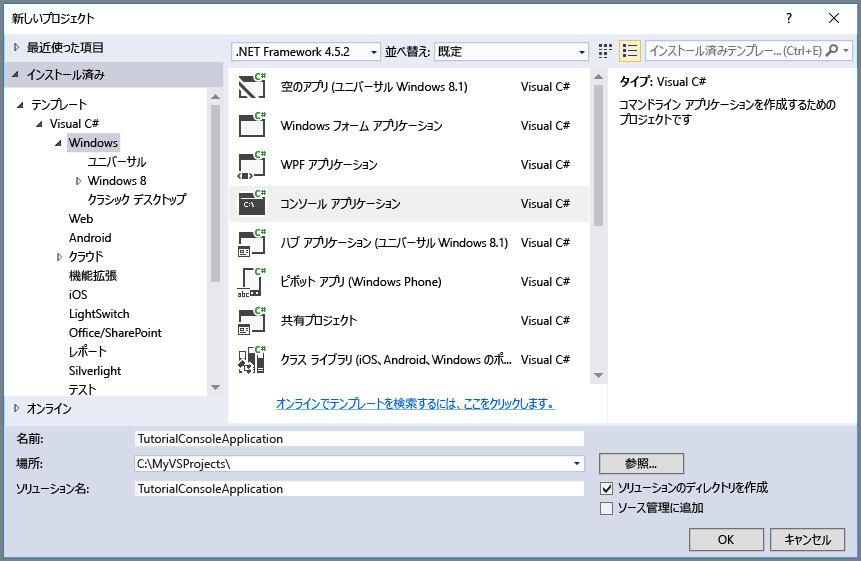 新しいプロジェクト ? ×
最近使った項目
.NET Framework 4.5.2 並べ替え: 既定 インストール済みテンプレー... (Ctrl+E)
インストール済み
テンプレート
Visual C#
Windows
ユニバーサル
Windows 8
クラシック デスクトップ
Web
Android
クラウド
機能拡張
iOS
LightSwitch
Office/SharePoint
レポート
Silverlight
テスト
オンライン
C# 空のアプリ (ユニバーサル Windows 8.1) Visual C#
C# Windows フォーム アプリケーション Visual C#
C# WPF アプリケーション Visual C#
C# C:\ コンソール アプリケーション Visual C#
C# ハブ アプリケーション (ユニバーサル Windows 8.1) Visual C#
abc ピボット アプリ (Windows Phone) Visual C#
C# 共有プロジェクト Visual C#
C# クラス ライブラリ (iOS、Android、Windows のポ... Visual C#
オンラインでテンプレートを検索するには、ここをクリックします。
タイプ: Visual C#
コマンドライン アプリケーションを作成するための
プロジェクトです
名前: TutorialConsoleApplication
場所: C:\MyVSProjects\ 参照...
ソリューション名: TutorialConsoleApplication
ソリューションのディレクトリを作成
ソース管理に追加
OK キャンセル